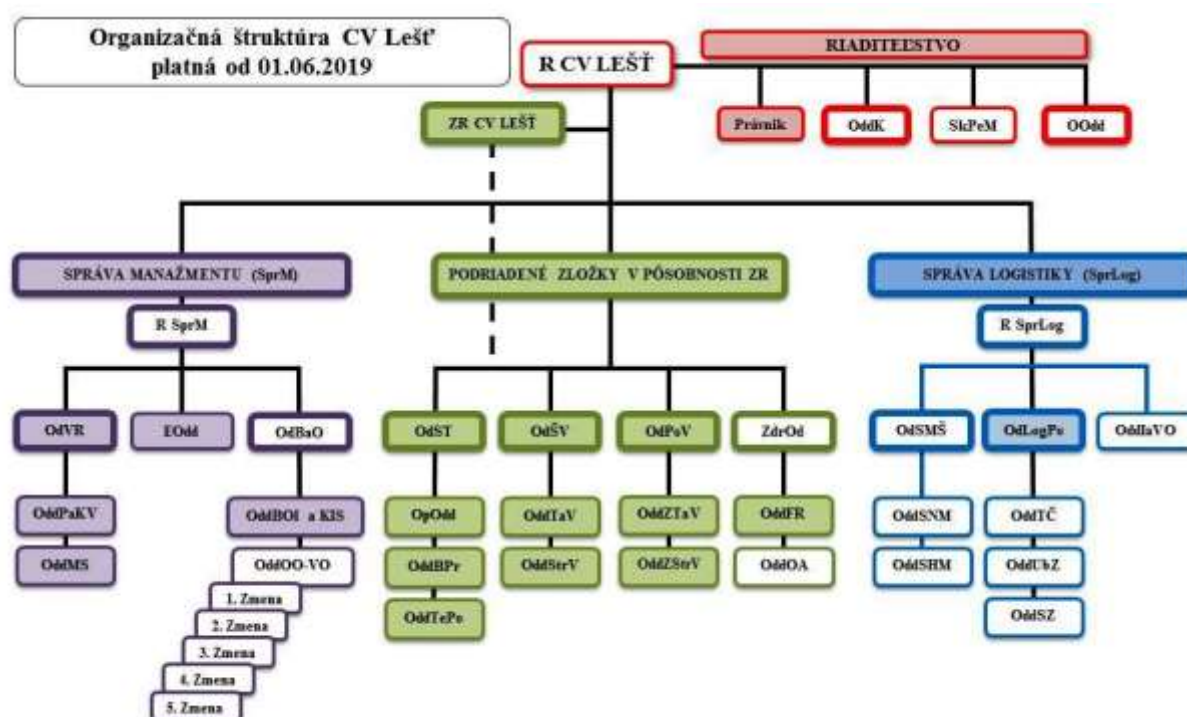 Organizačná štruktúra CV Lešť
platná od 01.06.2019
R CV LEŠŤ
RIADITEĽSTVO
Právnik
OddK
SkPeM
OOdd
ZR CV LEŠŤ
SPRÁVA MANAŽMENTU (SprM)
PODRIADENÉ ZLOŽKY V PÔSOBNOSTI ZR
SPRÁVA LOGISTIKY (SprLog)
R SprM
R SprLog
OdVR
EOdd
OdBaO
OdST
OdŠV
OdPoV
ZdrOd
OdSMŠ
OdLogPo
OddIaVO
OddPaKV
OddBOI a KIS
OpOdd
OddTaV
OddZTaV
OddFR
OddSNM
OddTČ
OddMS
OddOO-VO
OddBPr
OddStrV
OddZStrV
OddOA
OddSHM
OddUbZ
1. Zmena
OddTePo
OddSZ
2. Zmena
3. Zmena
4. Zmena
5. Zmena